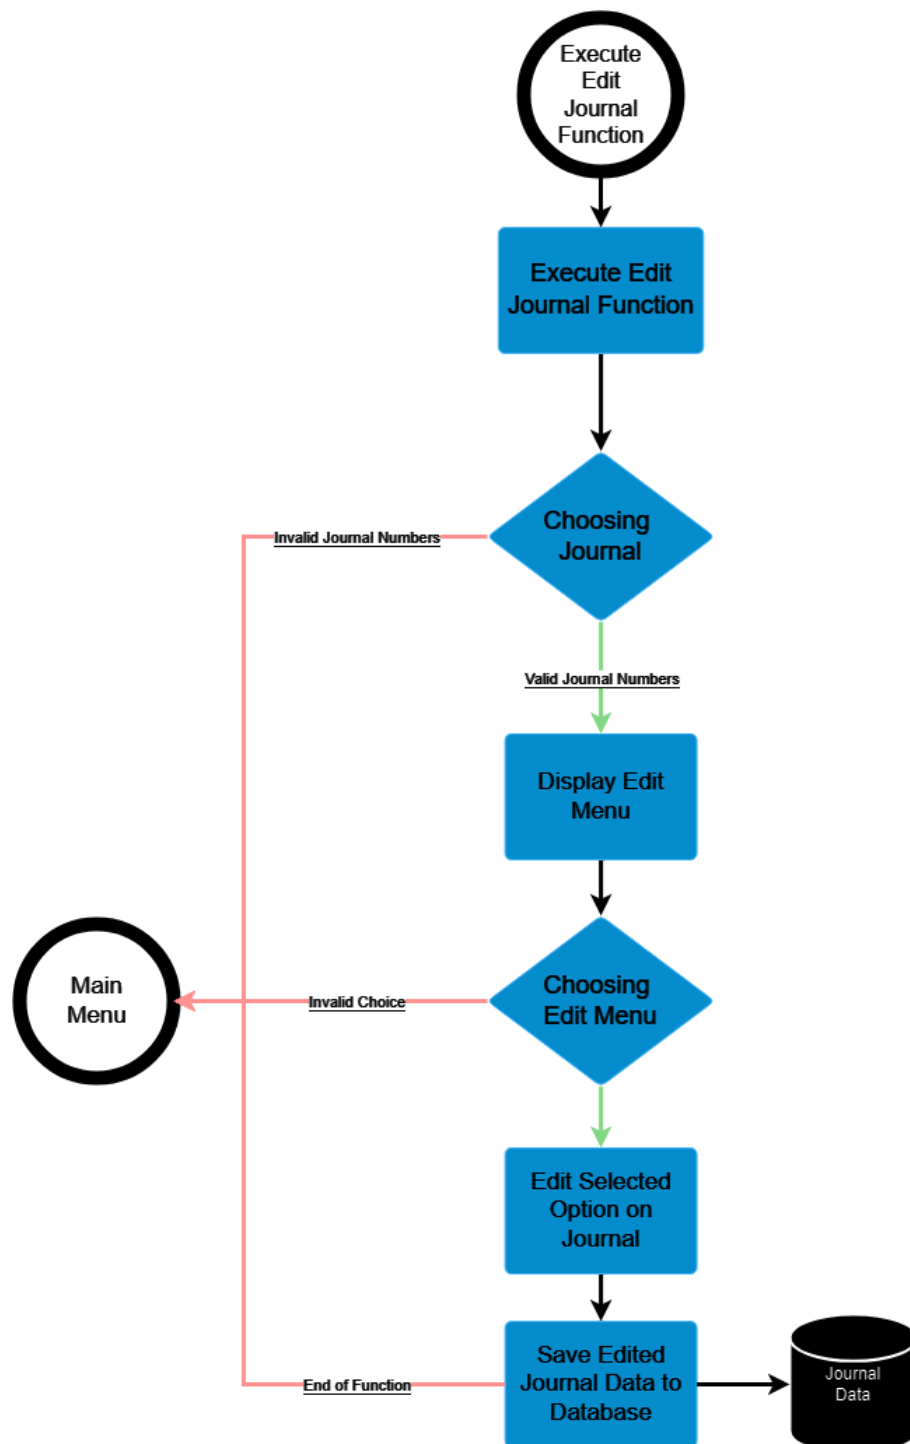 Execute
Edit
Journal
Function
Execute Edit
Journal Function
Choosing
Journal
Invalid Journal Numbers
Valid Journal Numbers
Display Edit
Menu
Main
Menu
Invalid Choice
Choosing
Edit Menu
Edit Selected
Option on
Journal
End of Function
Save Edited
Journal Data to
Database
Journal
Data